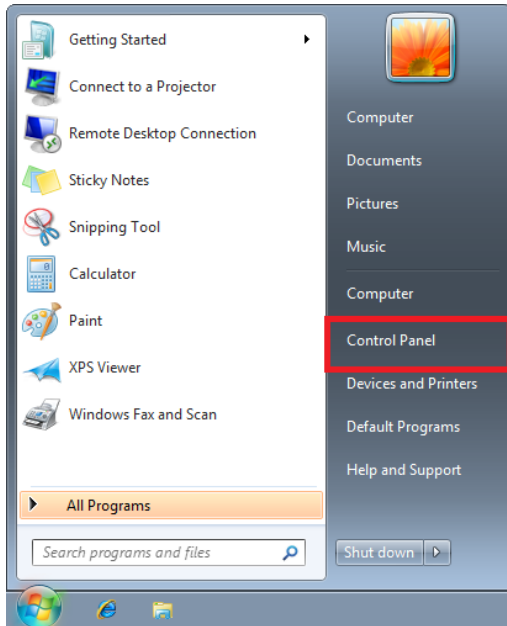 Getting Started
Connect to a Projector
Remote Desktop Connection
Sticky Notes
Snipping Tool
Calculator
Paint
XPS Viewer
Windows Fax and Scan
All Programs
Search programs and files
Computer
Documents
Pictures
Music
Computer
Control Panel
Devices and Printers
Default Programs
Help and Support
Shut down